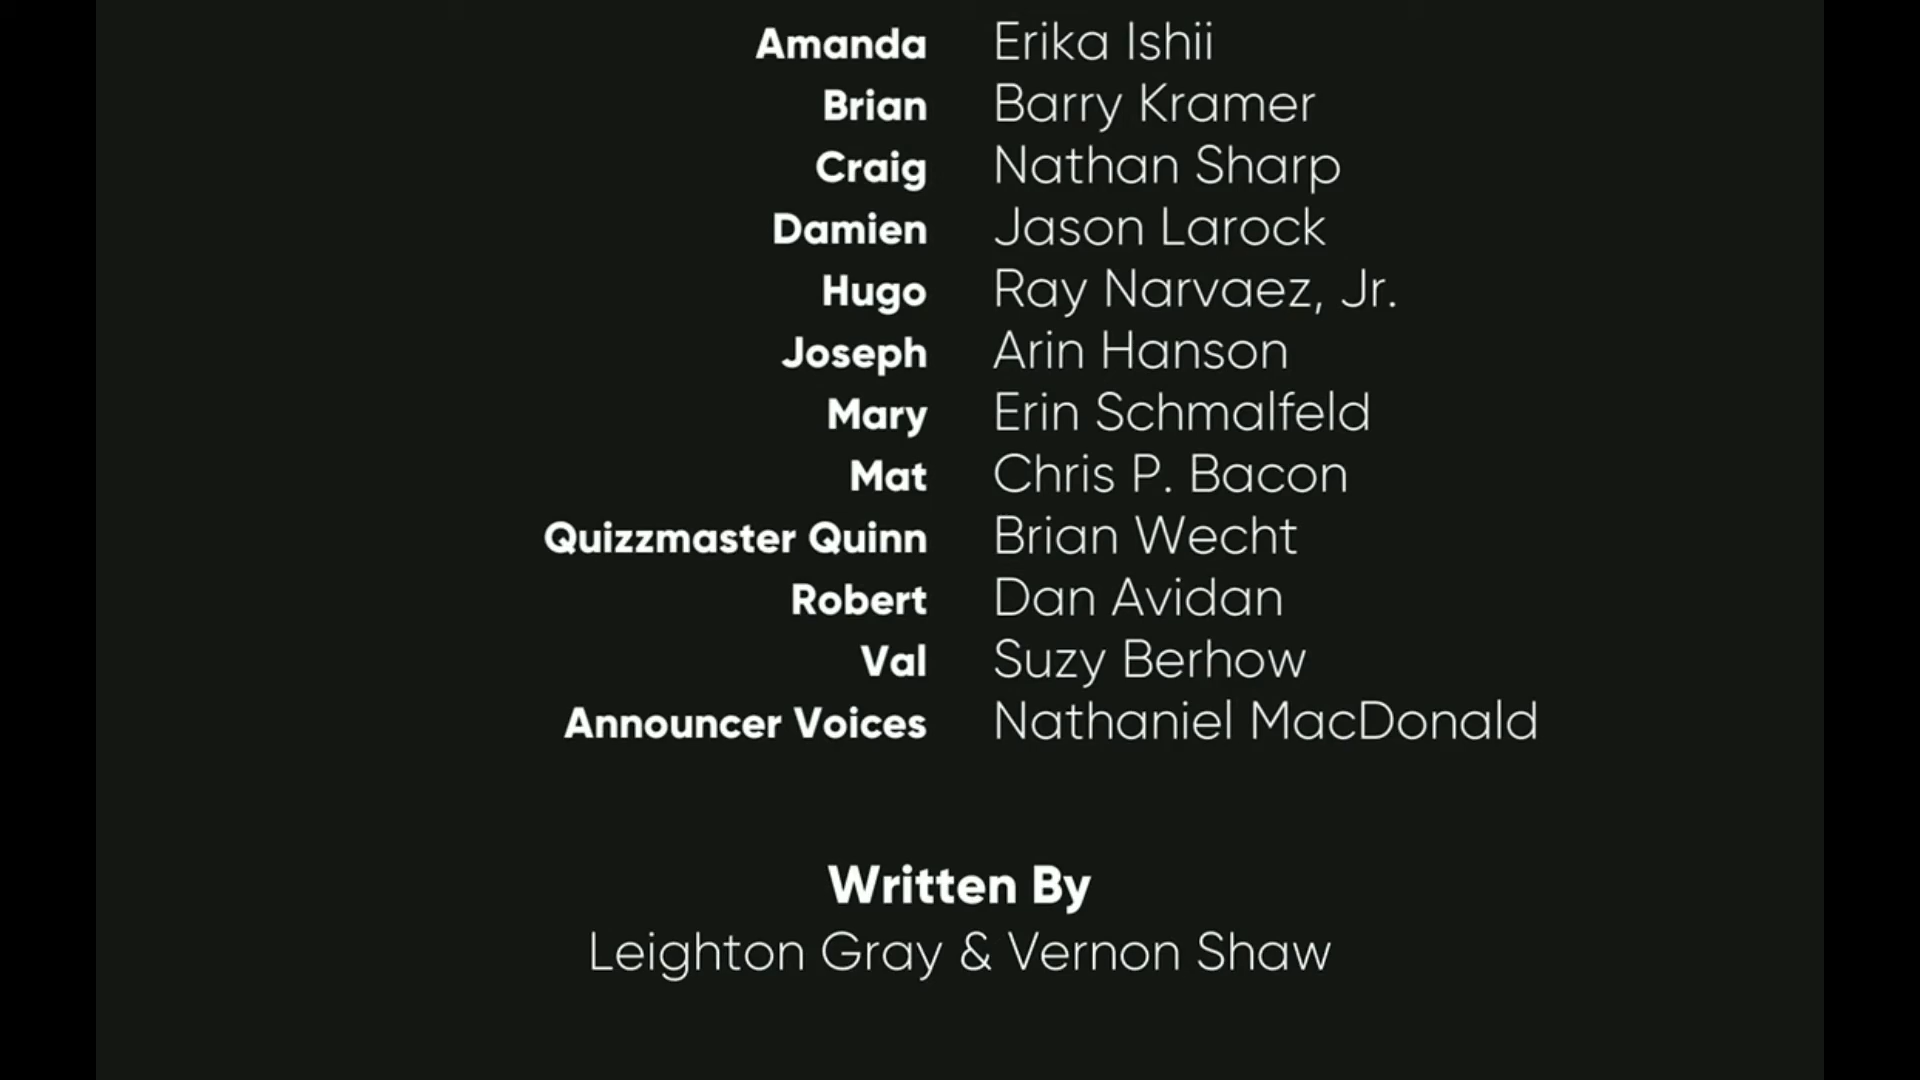 Amanda Erika Ishii
Brian Barry Kramer
Craig Nathan Sharp
Damien Jason Larock
Hugo Ray Narvaez, Jr.
Joseph Arin Hanson
Mary Erin Schmalfeld
Mat Chris P. Bacon
Quizzmaster Quinn Brian Wecht
Robert Dan Avidan
Val Suzy Berhow
Announcer Voices Nathaniel MacDonald
Written By
Leighton Gray & Vernon Shaw